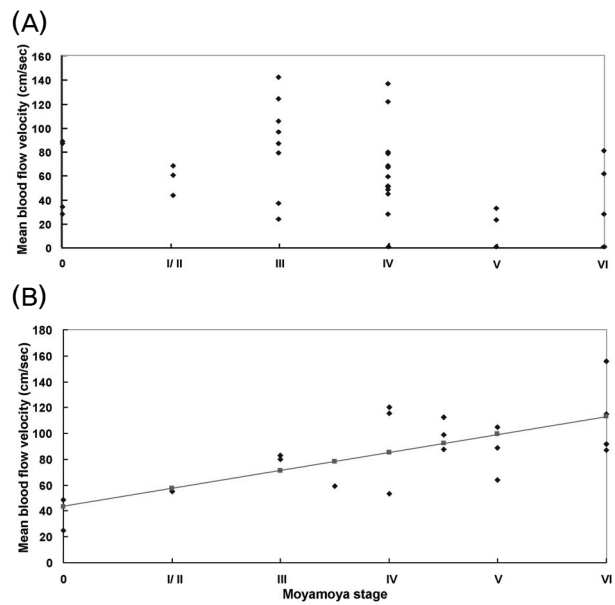 (A)
Mean blood flow velocity (cm/sec)
160
140
120
100
80
60
40
20
0
0 I/ II III IV V VI
(B)
Mean blood flow velocity (cm/sec)
180
160
140
120
100
80
60
40
20
0
0 I/ II III IV V VI
Moyamoya stage